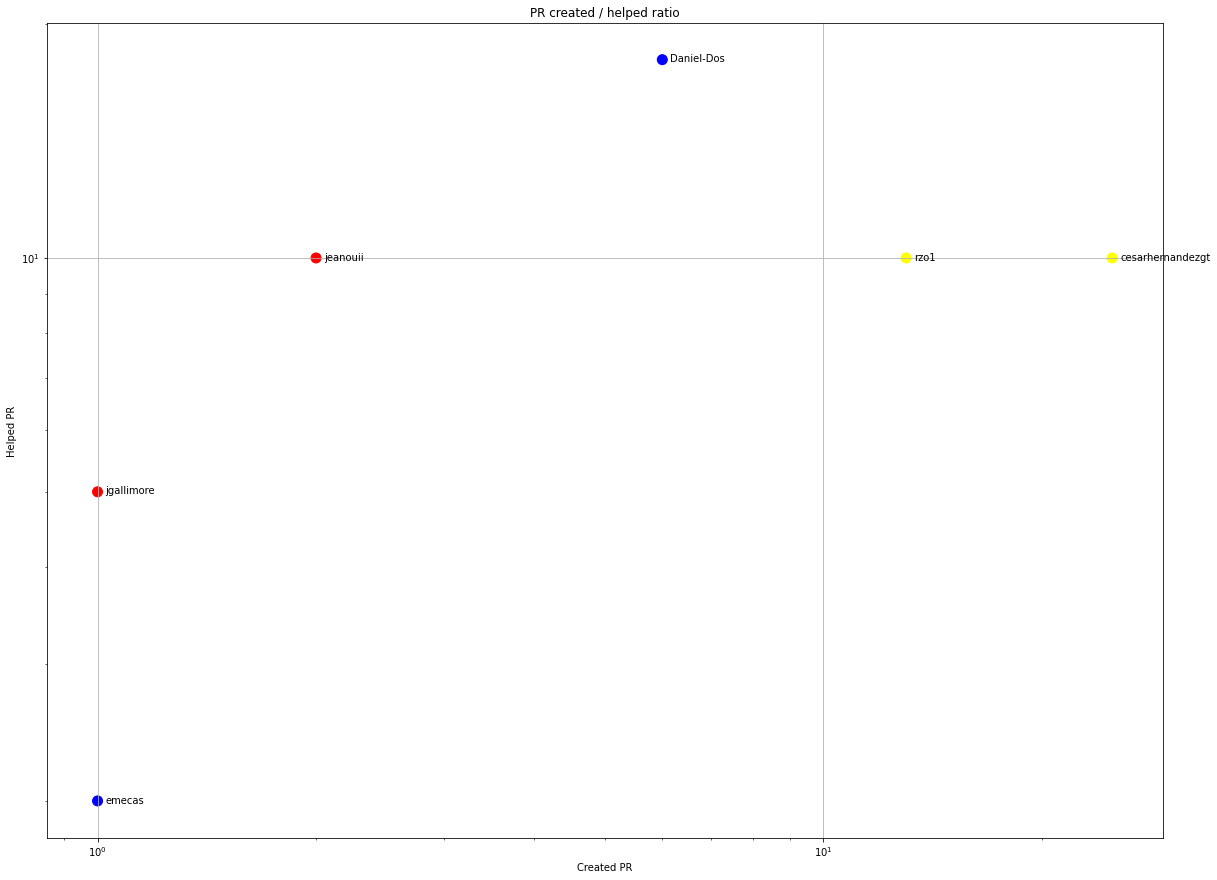 PR created / helped ratio
Daniel-Dos
10¹
jeanouii
rzo1
cesarhernandezgt
Helped PR
jgallimore
emecas
10⁰
10¹
Created PR